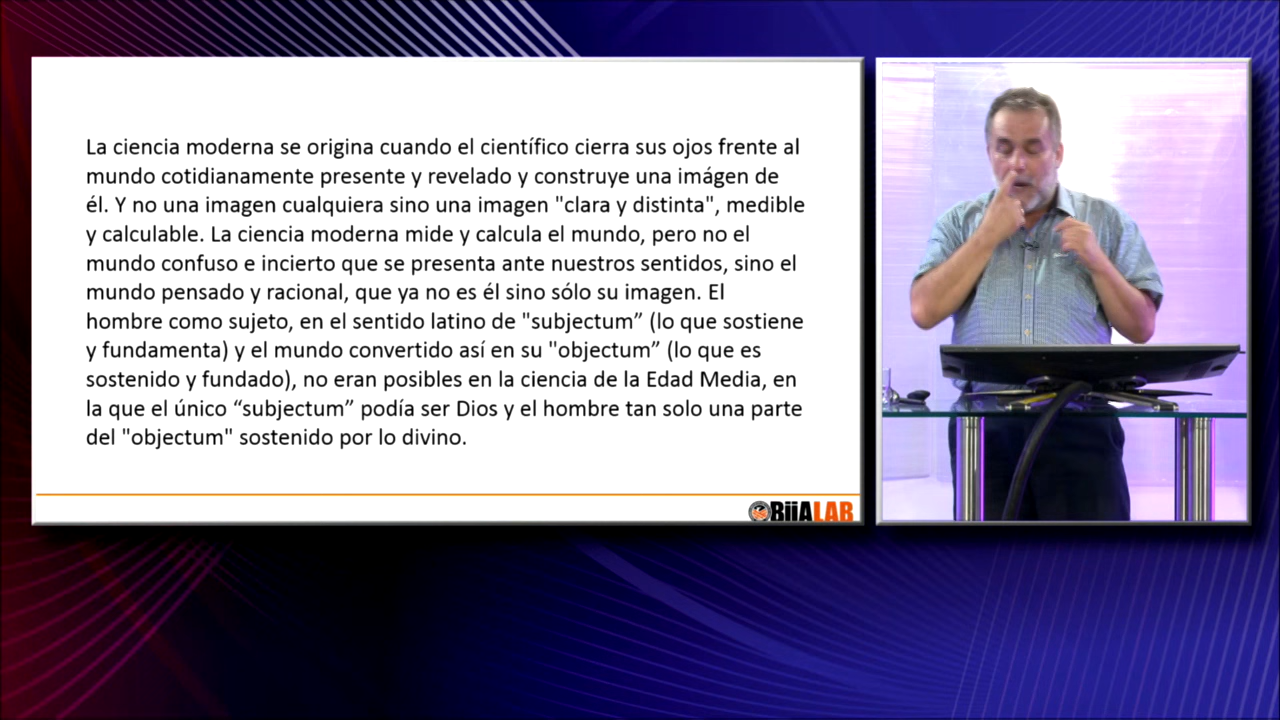 La ciencia moderna se origina cuando el científico cierra sus ojos frente al
mundo cotidianamente presente y revelado y construye una imágen de
él. Y no una imagen cualquiera sino una imagen "clara y distinta", medible
y calculable. La ciencia moderna mide y calcula el mundo, pero no el
mundo confuso e incierto que se presenta ante nuestros sentidos, sino el
mundo pensado y racional, que ya no es él sino sólo su imagen. El
hombre como sujeto, en el sentido latino de "subjectum” (lo que sostiene
y fundamenta) y el mundo convertido así en su "objectum” (lo que es
sostenido y fundado), no eran posibles en la ciencia de la Edad Media, en
la que el único “subjectum” podía ser Dios y el hombre tan solo una parte
del "objectum" sostenido por lo divino.
BiiALAB